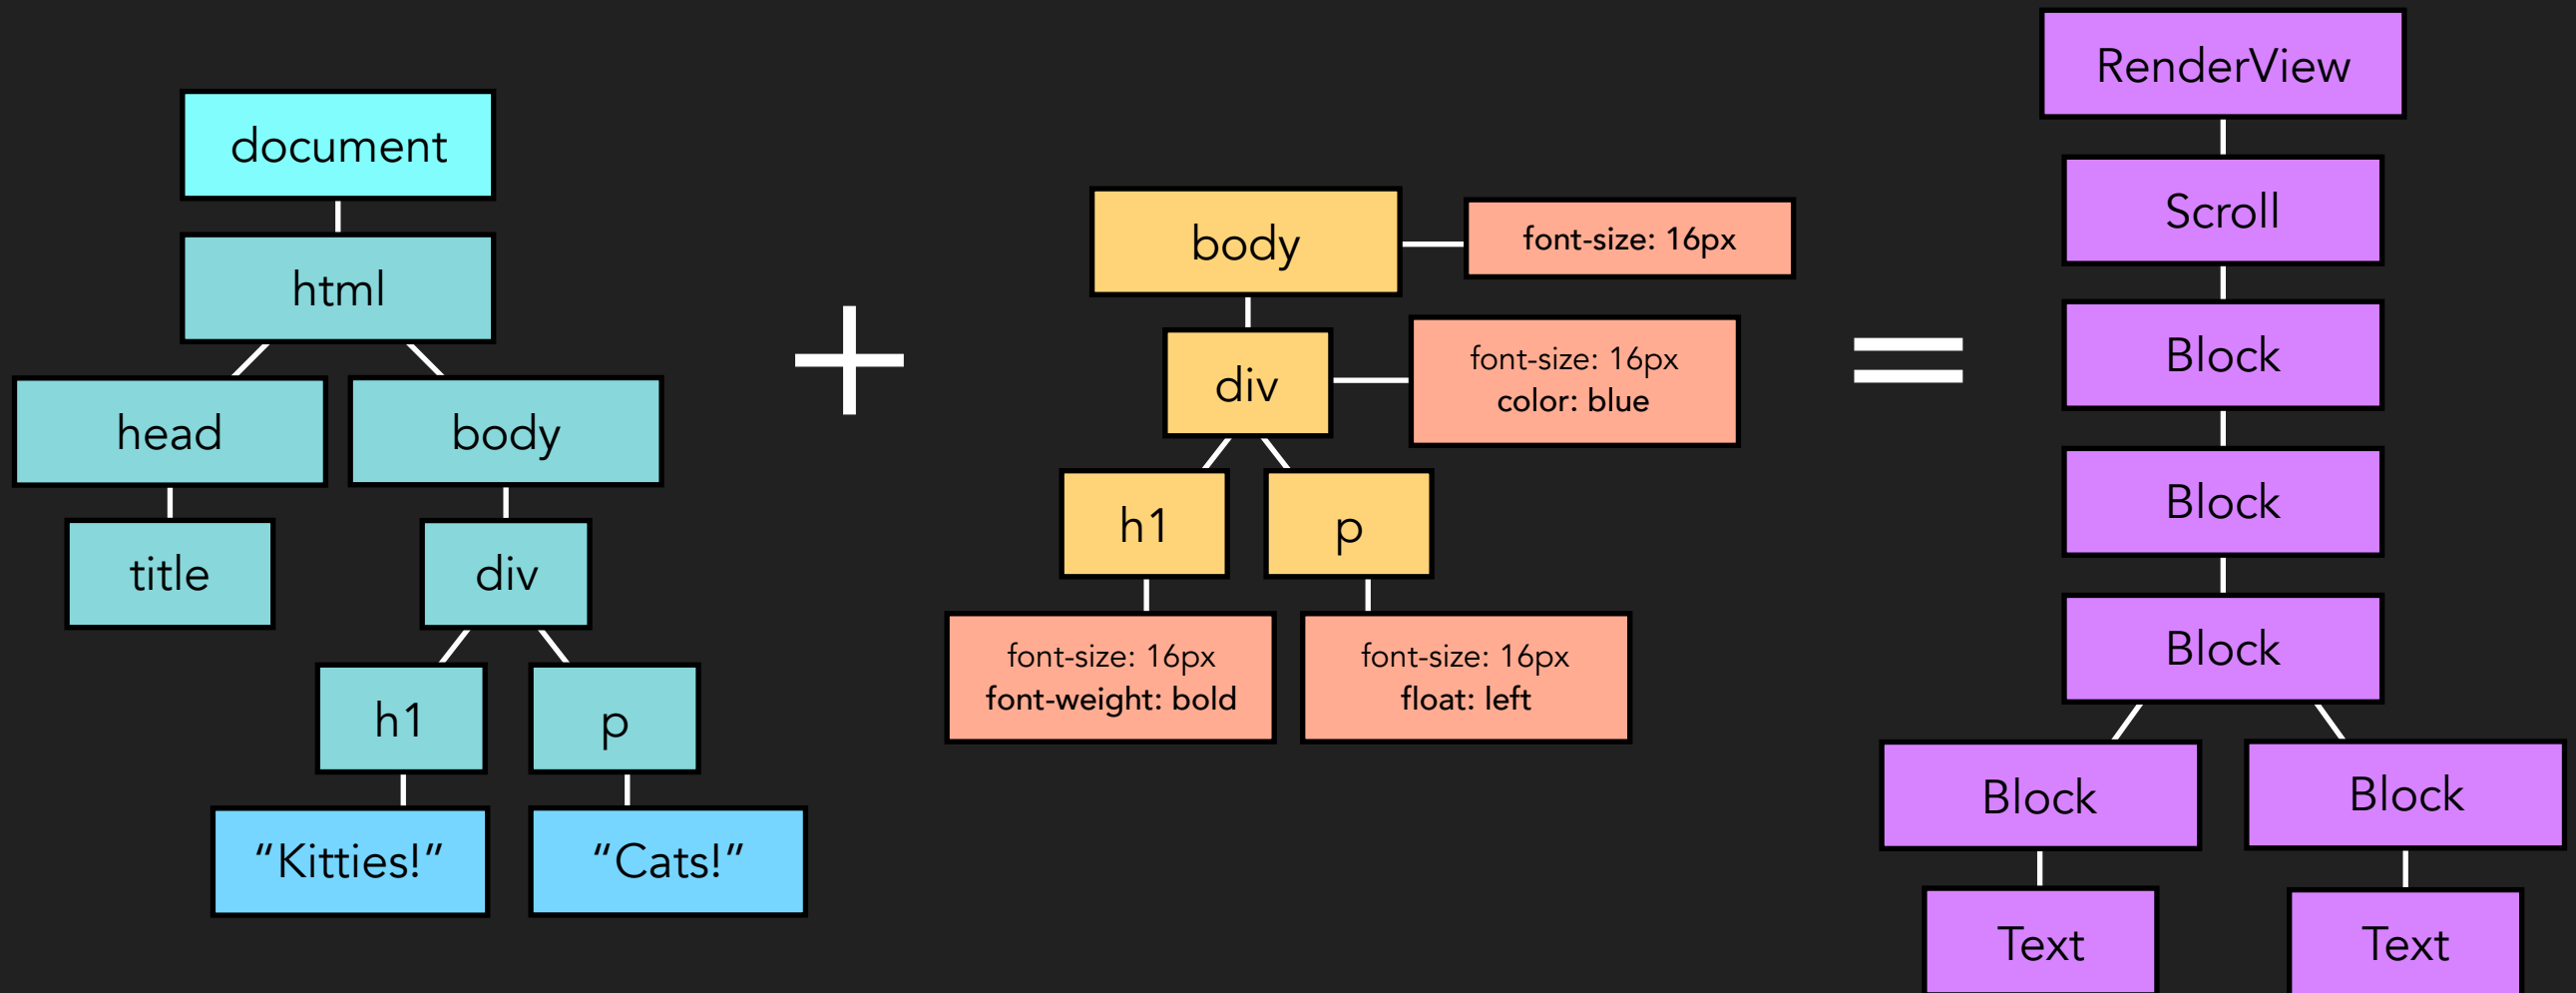 document
html
head
body
title
div
h1
p
“Kitties!”
“Cats!”
+
body
font-size: 16px
div
font-size: 16px
color: blue
h1
p
font-size: 16px
font-weight: bold
font-size: 16px
float: left
=
RenderView
Scroll
Block
Block
Block
Block
Block
Text
Text